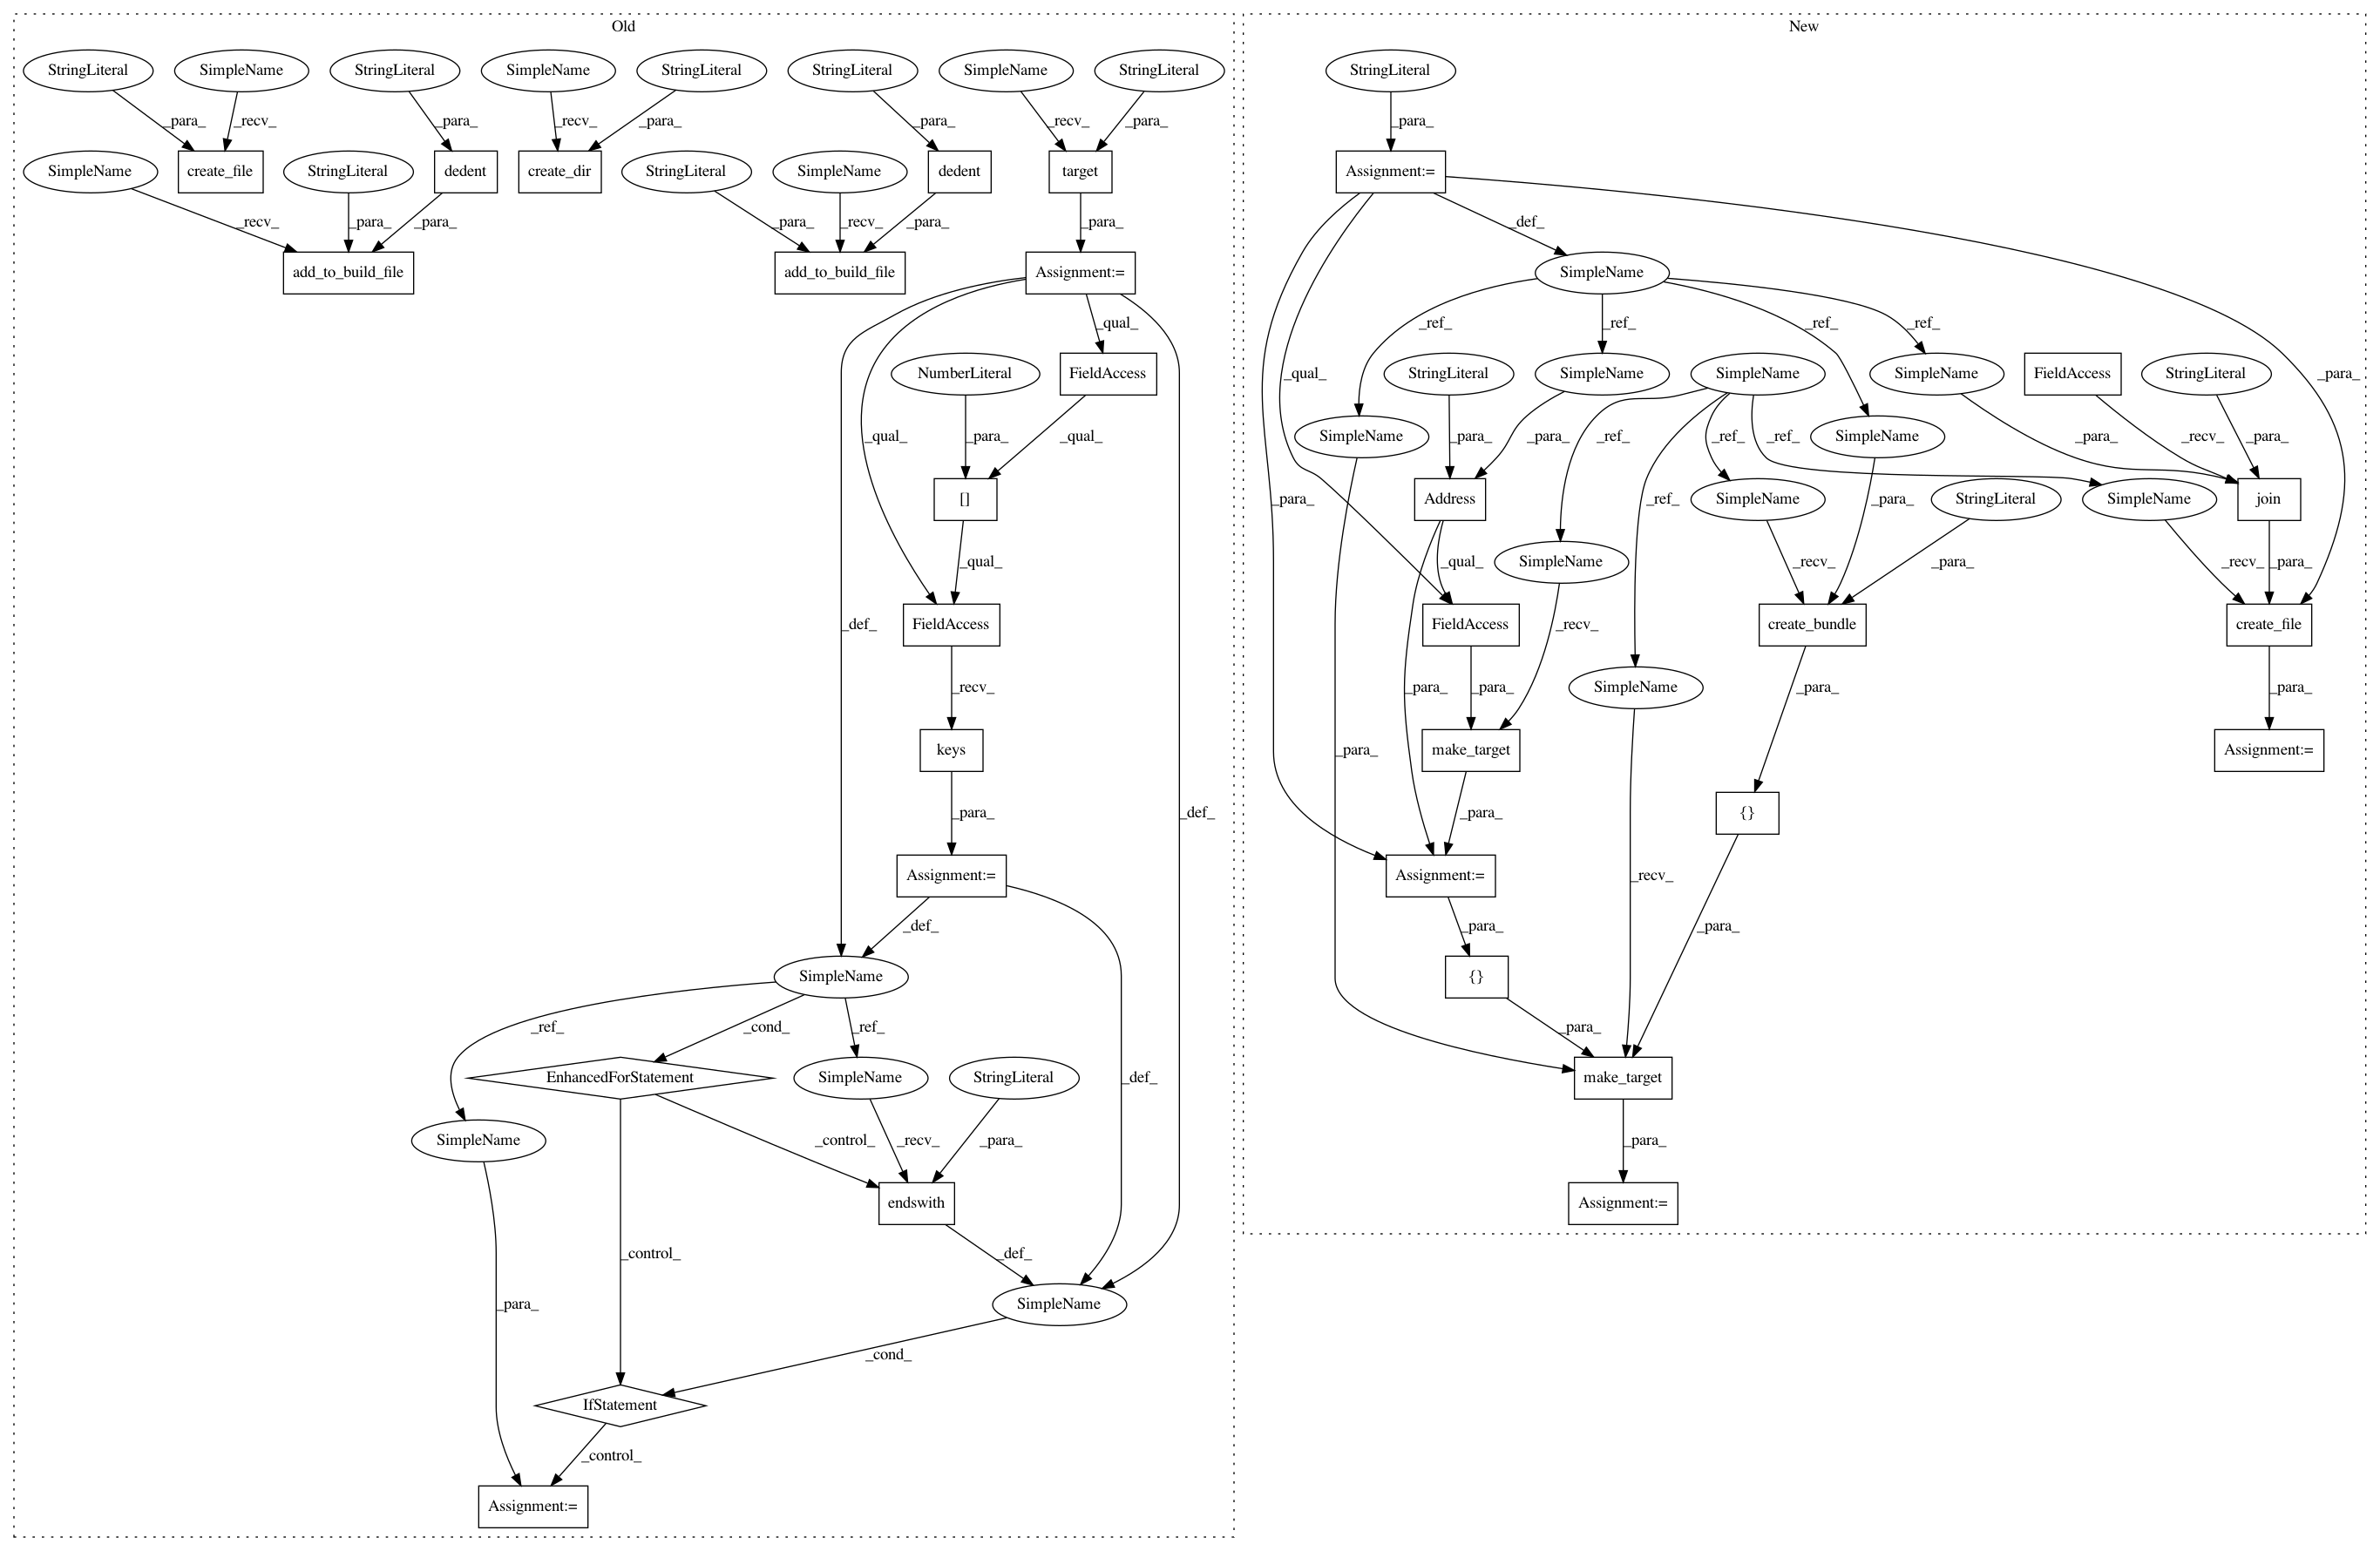 Old
New
StringLiteral
SimpleName
StringLiteral
SimpleName
StringLiteral
StringLiteral
SimpleName
StringLiteral
StringLiteral
_para_
_recv_
_para_
_recv_
_para_
_para_
_recv_
_para_
_para_
SimpleName
create_file
StringLiteral
dedent
create_dir
StringLiteral
SimpleName
dedent
target
Assignment:=
_recv_
_para_
_para_
_para_
_recv_
_para_
_para_
_def_
add_to_build_file
add_to_build_file
Assignment:=
SimpleName
_qual_
_ref_
_ref_
_ref_
_ref_
NumberLiteral
FieldAccess
StringLiteral
SimpleName
SimpleName
SimpleName
FieldAccess
StringLiteral
_qual_
_para_
_qual_
_qual_
SimpleName
_para_
_para_
_ref_
_ref_
_ref_
SimpleName
_para_
_recv_
_para_
_para_
[]
Address
_ref_
SimpleName
_para_
StringLiteral
SimpleName
join
_para_
_qual_
_qual_
SimpleName
_recv_
_para_
_recv_
_para_
_def_
FieldAccess
FieldAccess
_recv_
create_bundle
create_file
_recv_
_para_
SimpleName
_para_
_para_
_para_
keys
make_target
Assignment:=
_para_
_def_
_para_
_para_
_recv_
{}
Assignment:=
Assignment:=
_def_
_para_
_para_
SimpleName
{}
_ref_
_cond_
_ref_
_para_
EnhancedForStatement
SimpleName
StringLiteral
_def_
make_target
SimpleName
_control_
_recv_
_para_
_para_
endswith
Assignment:=
_control_
_def_
_para_
SimpleName
_cond_
IfStatement
_control_
Assignment:=